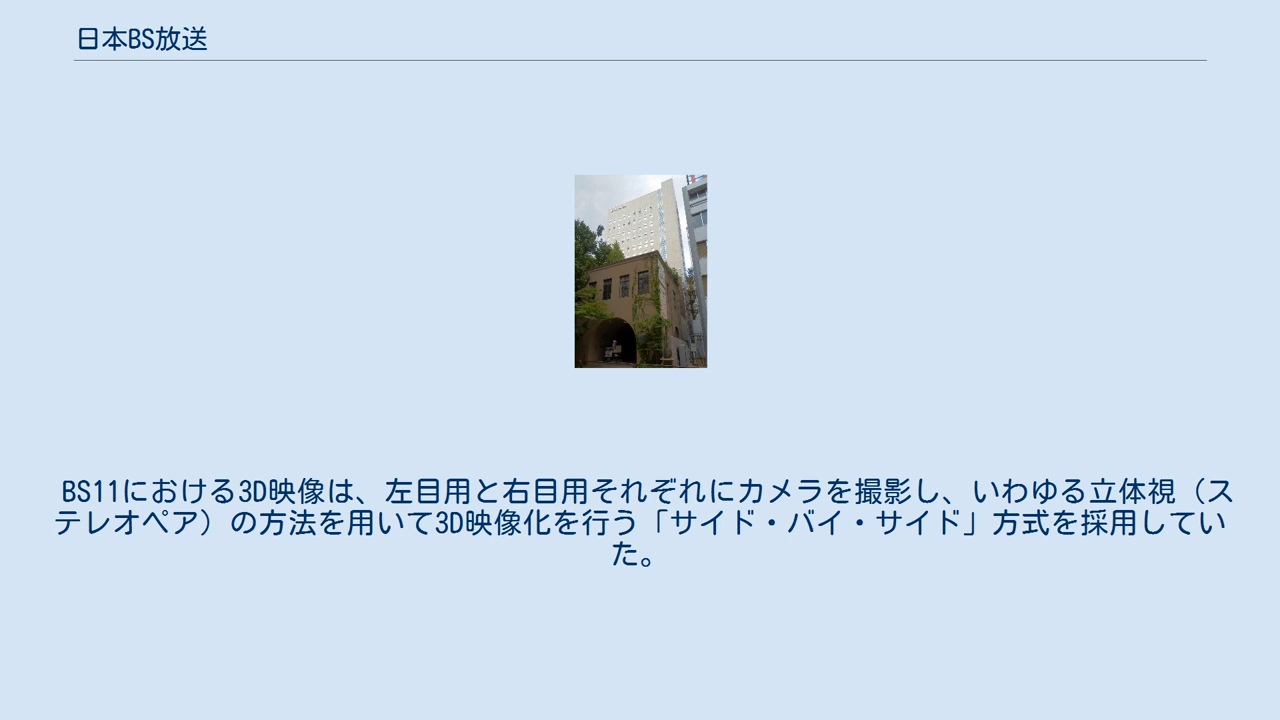 日本BS放送
BS11における3D映像は、左目用と右目用それぞれにカメラを撮影し、いわゆる立体視（ス
テレオペア）の方法を用いて3D映像化を行う「サイド・バイ・サイド」方式を採用してい
た。